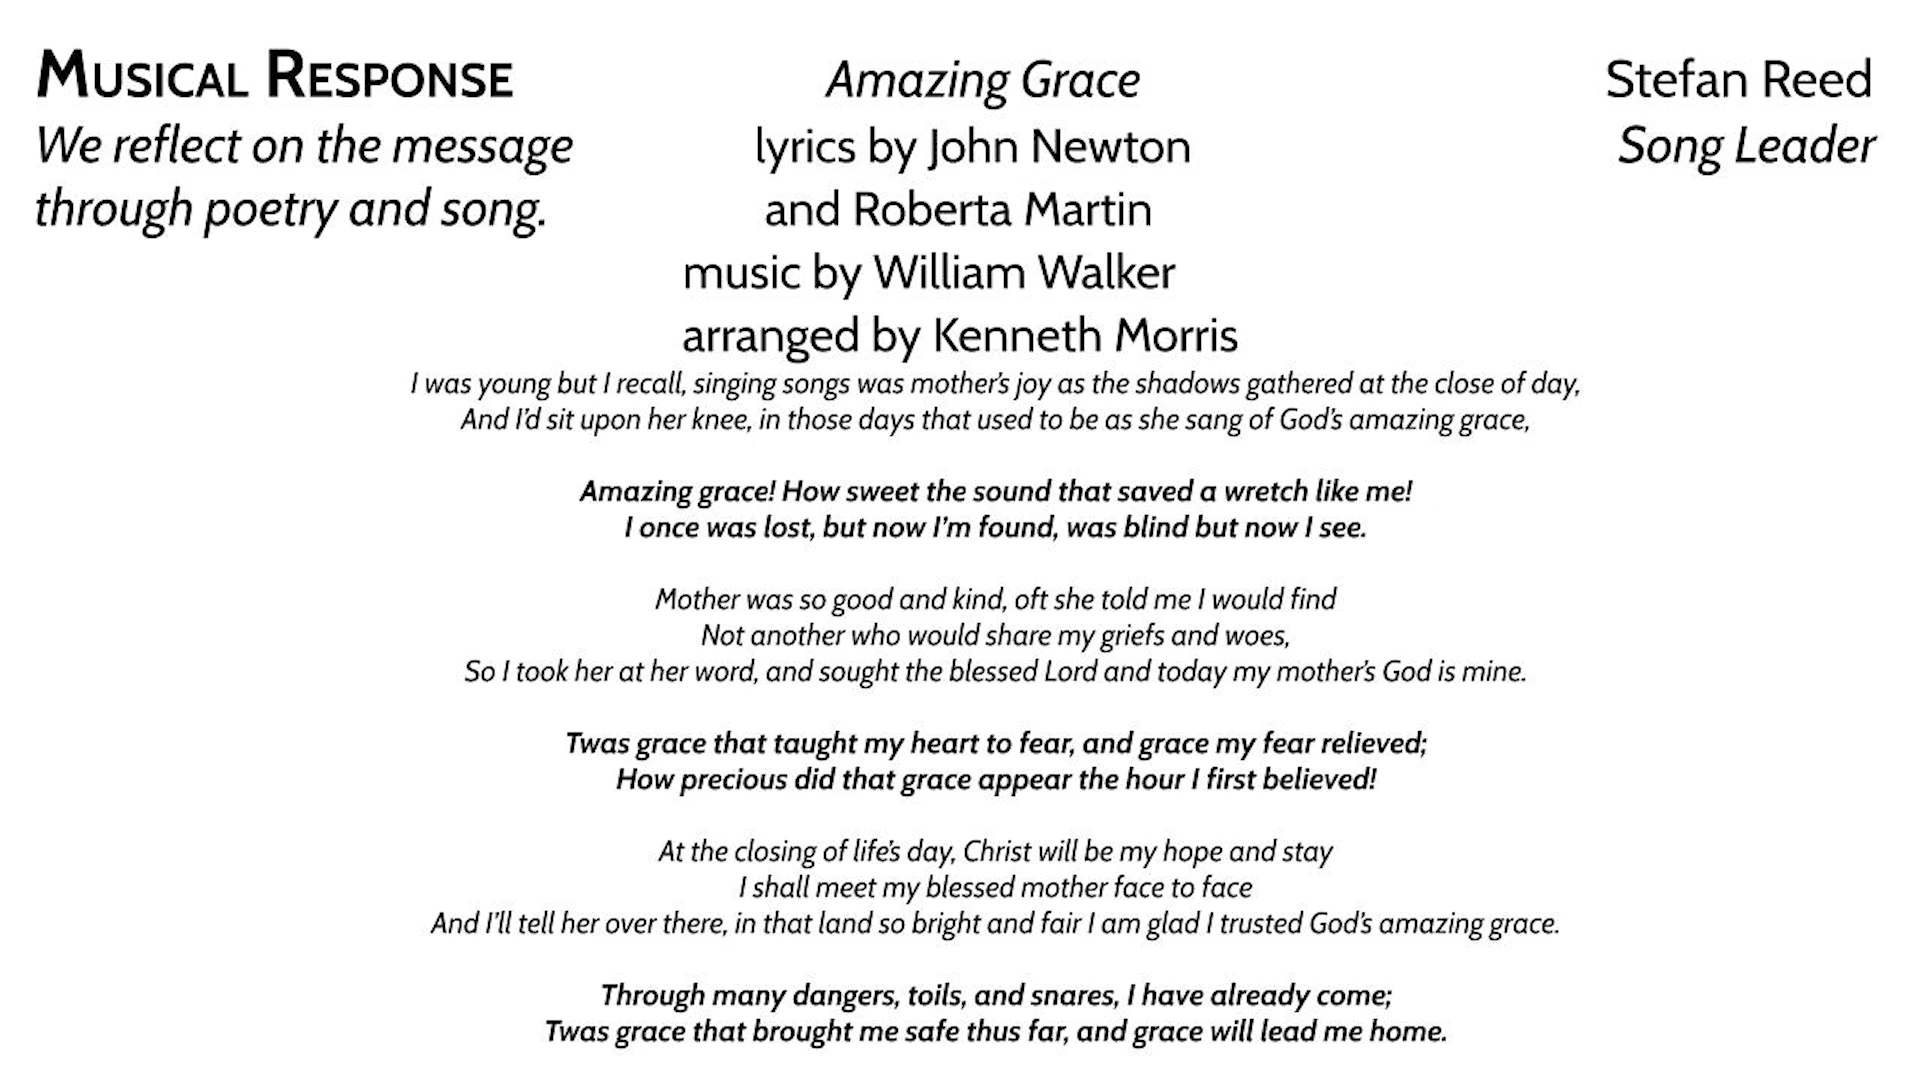 Musical Response
We reflect on the message
through poetry and song.
Amazing Grace
lyrics by John Newton
and Roberta Martin
music by William Walker
arranged by Kenneth Morris
Stefan Reed
Song Leader
I was young but I recall, singing songs was mother's joy as the shadows gathered at the close of day,
And I'd sit upon her knee, in those days that used to be as she sang of God's amazing grace,
Amazing grace! How sweet the sound that saved a wretch like me!
I once was lost, but now I'm found, was blind but now I see.
Mother was so good and kind, oft she told me I would find
Not another who would share my griefs and woes,
So I took her at her word, and sought the blessed Lord and today my mother's God is mine.
Twas grace that taught my heart to fear, and grace my fear relieved;
How precious did that grace appear the hour I first believed!
At the closing of life's day, Christ will be my hope and stay
I shall meet my blessed mother face to face
And I'll tell her over there, in that land so bright and fair I am glad I trusted God's amazing grace.
Through many dangers, toils, and snares, I have already come;
Twas grace that brought me safe thus far, and grace will lead me home.